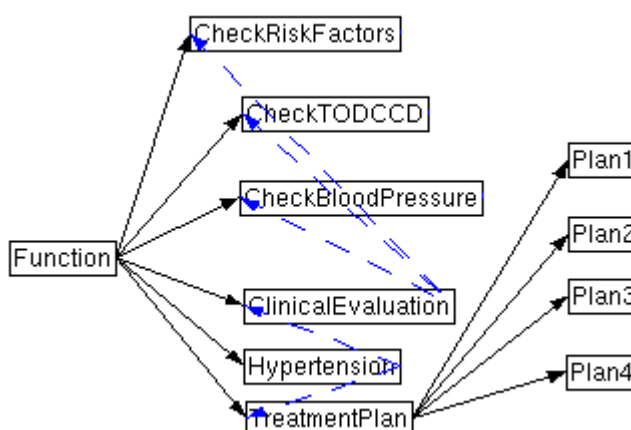 CheckRiskFactors
CheckTODCCD
CheckBloodPressure
Function
ClinicalEvaluation
Hypertension
TreatmentPlan
Plan1
Plan2
Plan3
Plan4